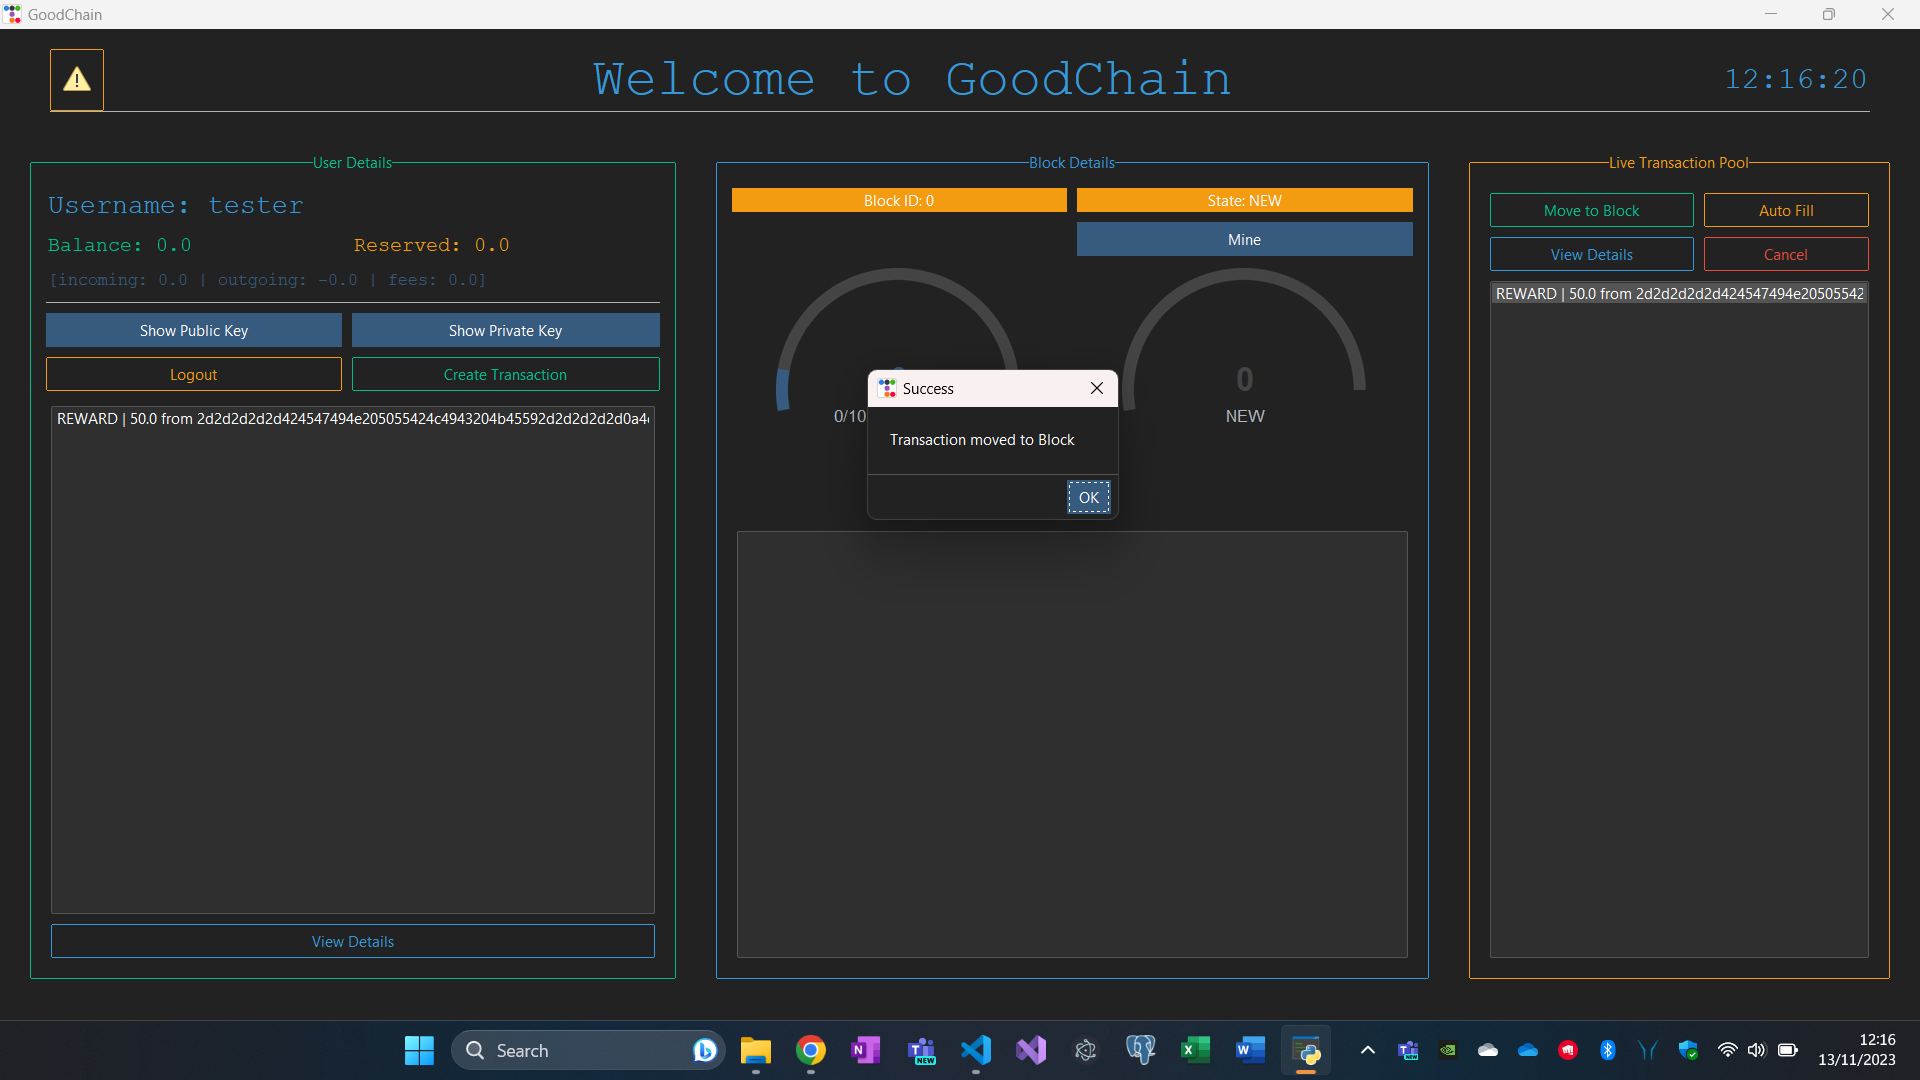 GoodChain
Welcome to GoodChain
12:16:20
User Details
Username: tester
Balance: 0.0
Reserved: 0.0
[incoming: 0.0 | outgoing: -0.0 | fees: 0.0]
Show Public Key
Show Private Key
Logout
Create Transaction
REWARD | 50.0 from 2d2d2d2d2d424547494e205055424c4943204b45592d2d2d2d2d0a4
View Details
Block Details
Block ID: 0
State: NEW
Mine
0/10
0
NEW
Success
Transaction moved to Block
OK
Live Transaction Pool
Move to Block
Auto Fill
View Details
Cancel
REWARD | 50.0 from 2d2d2d2d2d424547494e20505542
Search
NEW
12:16
13/11/2023